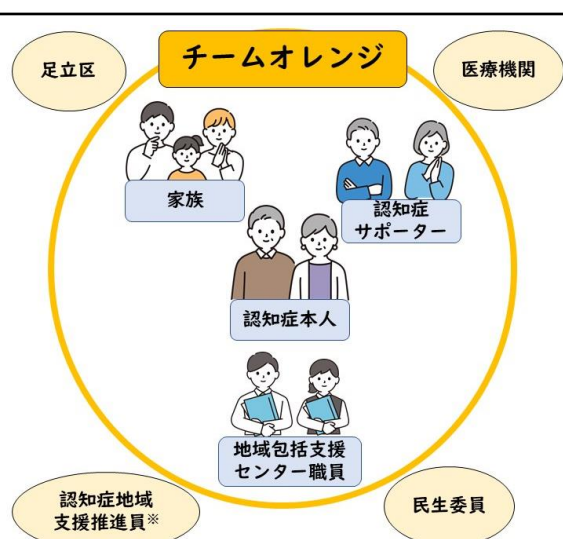 足立区
チームオレンジ
医療機関
家族
認知症
サポーター
認知症本人
地域包括支援
センター職員
認知症地域
支援推進員※
民生委員